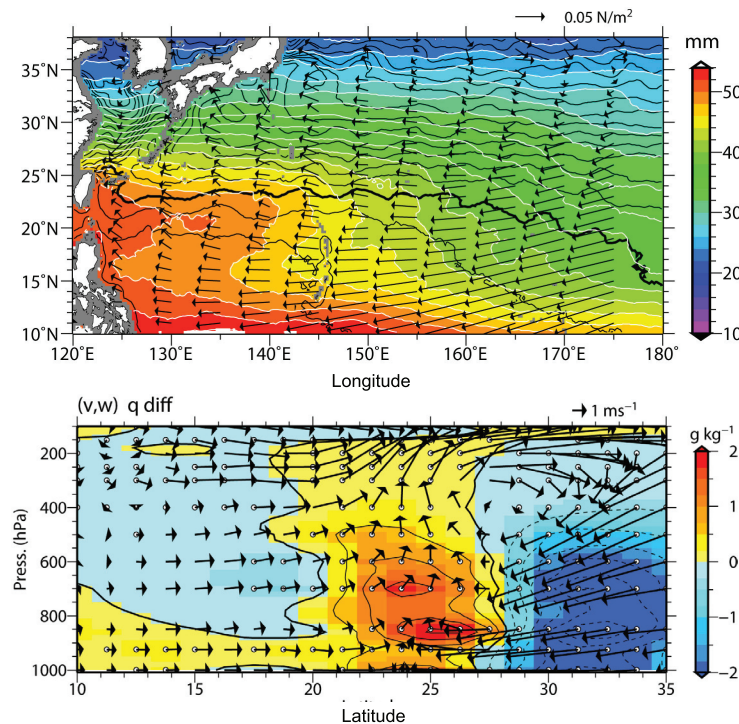 0.05 N/m²
mm
35˚N
30˚N
25˚N
20˚N
15˚N
10˚N
50
40
30
20
10
120˚E 130˚E 140˚E 150˚E 160˚E 170˚E 180˚
Longitude
(v,w) q diff
1 ms⁻¹
g kg⁻¹
Press. (hPa)
200
400
600
800
1000
2
1
0
−1
−2
10 15 20 25 30 35
Latitude